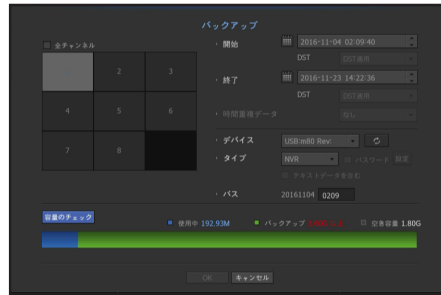 バックアップ
全チャンネル
2 3
4 5 6
7 8
・ 開始 2016-11-04 02:09:40
DST DST適用
・ 終了 2016-11-23 14:22:36
DST DST適用
・ 時間重複データ なし
・ デバイス USB:m80 Rev:
・ タイプ NVR パスワード 設定
テキストデータを含む
・ パス 20161104 0209
容量のチェック 使用中 192.93M バックアップ 空き容量 1.80G
OK キャンセル